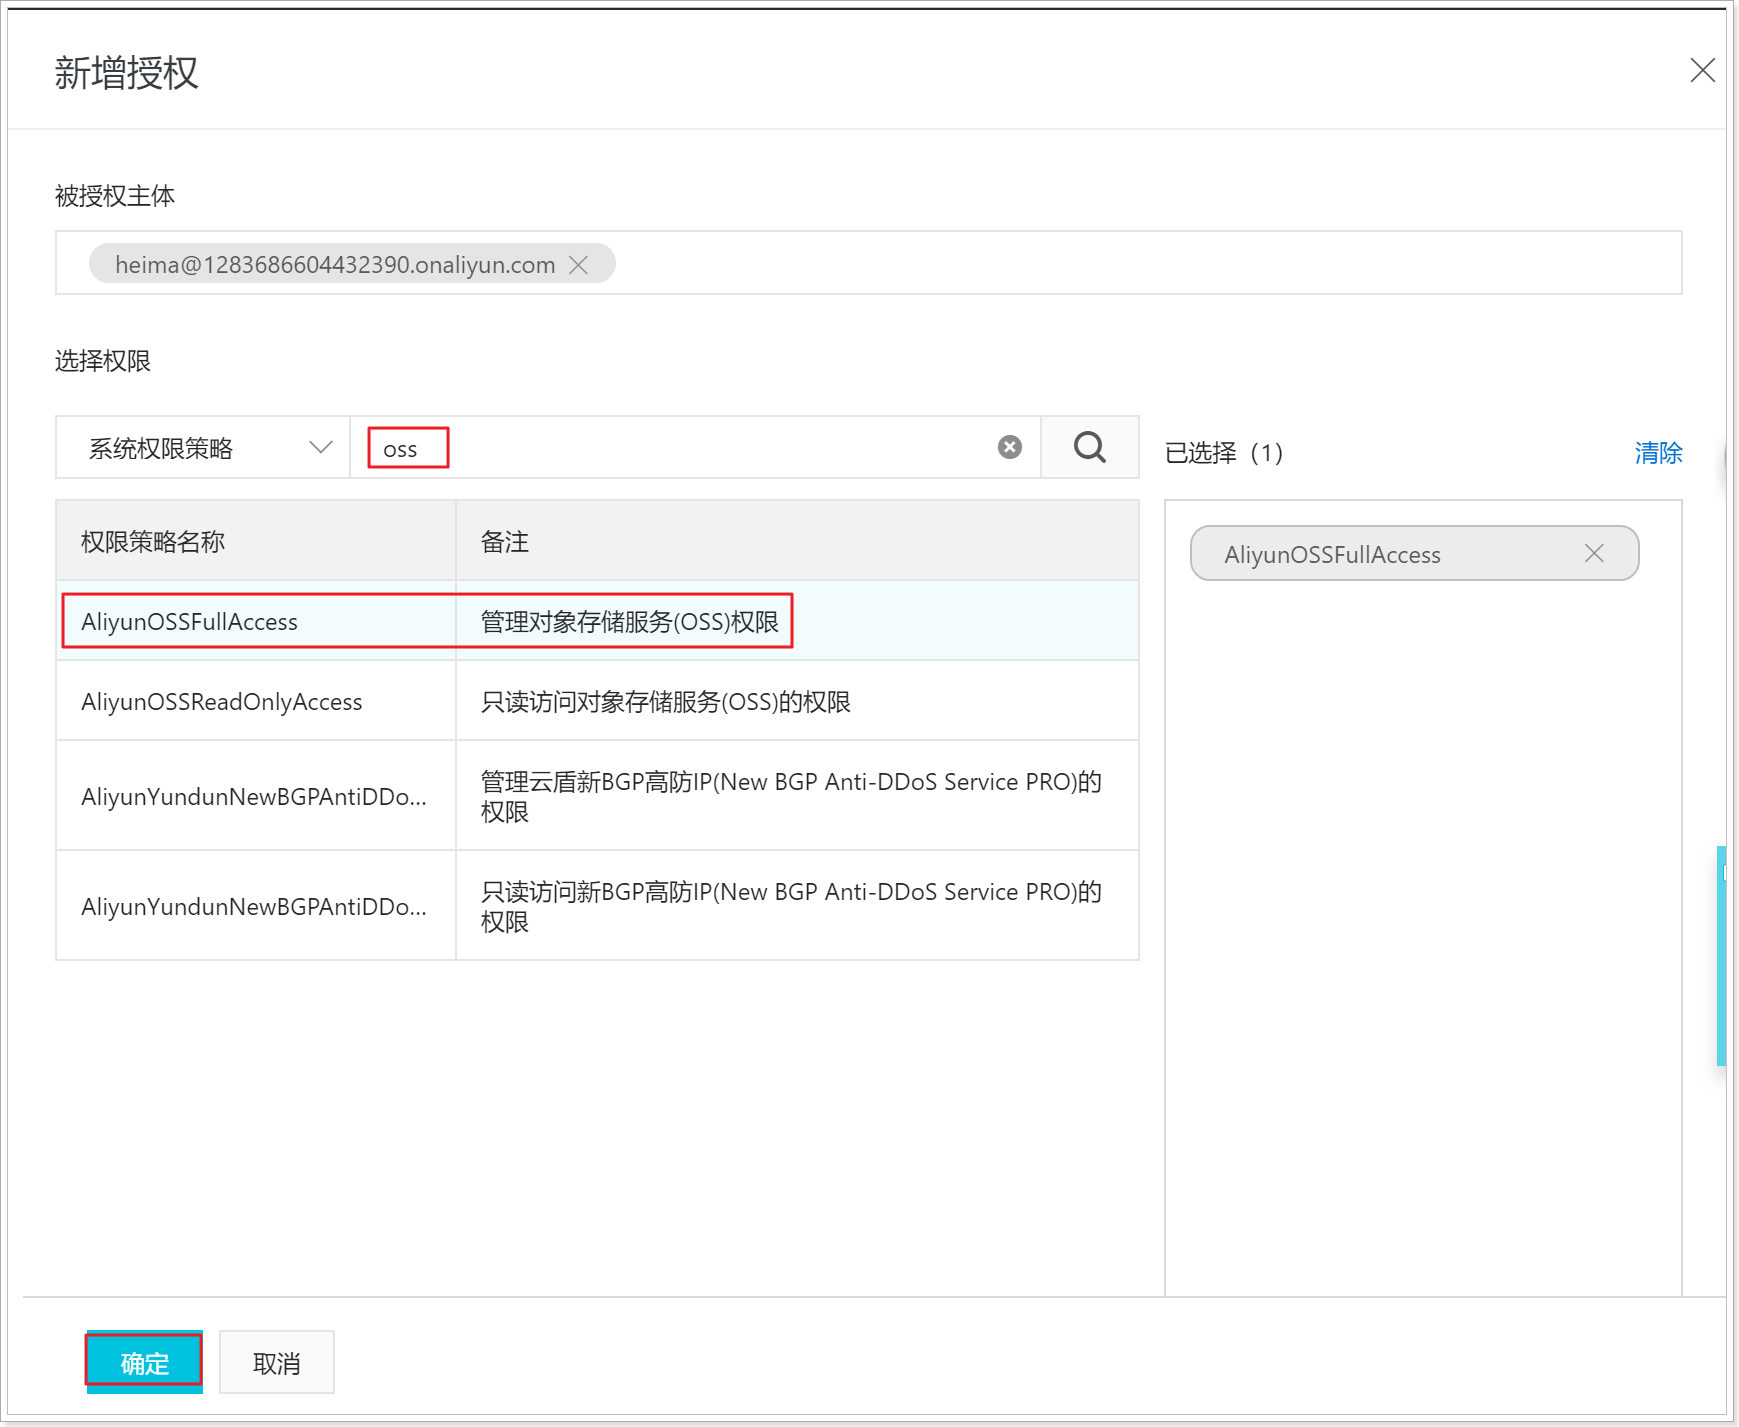 新增授权
被授权主体
heima@1283686604432390.onaliyun.com
选择权限
系统权限策略
oss
已选择（1）
清除
权限策略名称 备注
AliyunOSSFullAccess
AliyunOSSFullAccess 管理对象存储服务(OSS)权限
AliyunOSSReadOnlyAccess 只读访问对象存储服务(OSS)的权限
AliyunYundunNewBGPAntiDDo... 管理云盾新BGP高防IP(New BGP Anti-DDoS Service PRO)的
权限
AliyunYundunNewBGPAntiDDo... 只读访问新BGP高防IP(New BGP Anti-DDoS Service PRO)的
权限
确定
取消